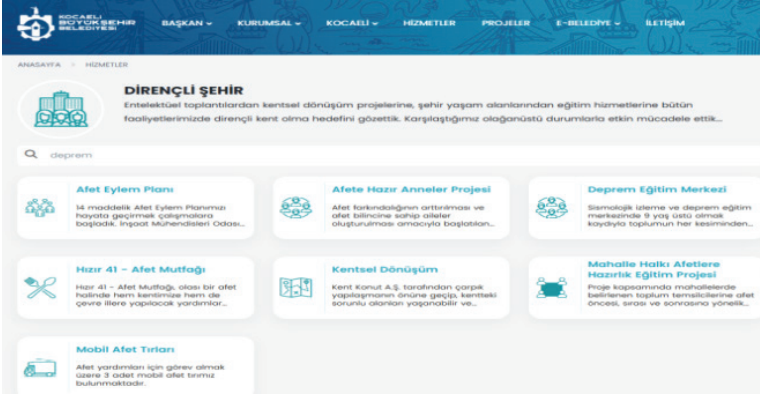 KOCAELİ
BÜYÜKŞEHİR
BELEDİYESİ
BAŞKAN
KURUMSAL
KOCAELİ
HİZMETLER
PROJELER
E-BELEDİYE
İLETİŞİM
ANASAYFA > HİZMETLER
DİRENÇLİ ŞEHİR
Entelektüel toplantılardan kentsel dönüşüm projelerine, şehir yaşam alanlarından eğitim hizmetlerine bütün
faaliyetlerimizde dirençli kent olma hedefini gözettik. Karşılaştığımız olağanüstü durumlarla etkin mücadele ettik...
deprem
Afet Eylem Planı
14 maddelik Afet Eylem Planımızı
hayata geçirmek çalışmalara
başladık. İnşaat Mühendisleri Odası...
Afete Hazır Anneler Projesi
Afet farkındalığının arttırılması ve
afet bilincine sahip aileler
oluşturulması amacıyla başlatılan...
Deprem Eğitim Merkezi
Sismolojik izleme ve deprem eğitim
merkezinde 9 yaş üstü olmak
kaydıyla toplumun her kesiminden...
Hızır 41 - Afet Mutfağı
Hızır 41 - Afet Mutfağı, olası bir afet
halinde hem kentimize hem de
çevre illere yapılacak yardımlar...
Kentsel Dönüşüm
Kent Konut A.Ş. tarafından çarpık
yapılaşmanın önüne geçip, kentteki
sorunlu alanları yaşanabilir ve...
Mahalle Halkı Afetlere
Hazırlık Eğitim Projesi
Proje kapsamında mahallelerde
belirlenen toplum temsilcilerine afet
öncesi, sırası ve sonrasına yönelik...
Mobil Afet Tırları
Afet yardımları için görev almak
üzere 3 adet mobil afet tırımız
bulunmaktadır.